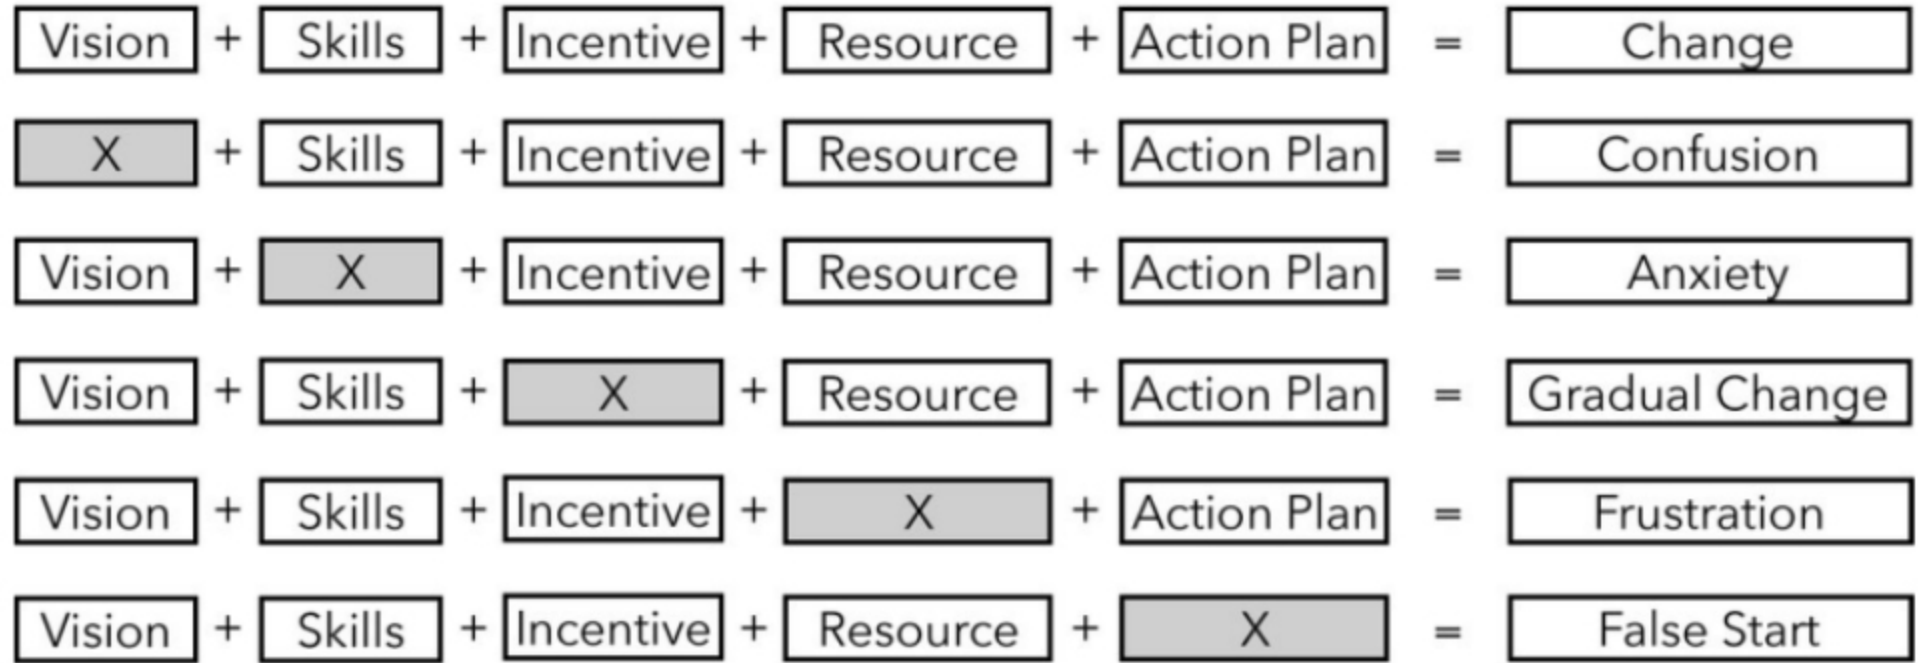 Vision + Skills + Incentive + Resource + Action Plan = Change
X + Skills + Incentive + Resource + Action Plan = Confusion
Vision + X + Incentive + Resource + Action Plan = Anxiety
Vision + Skills + X + Resource + Action Plan = Gradual Change
Vision + Skills + Incentive + X + Action Plan = Frustration
Vision + Skills + Incentive + Resource + X = False Start